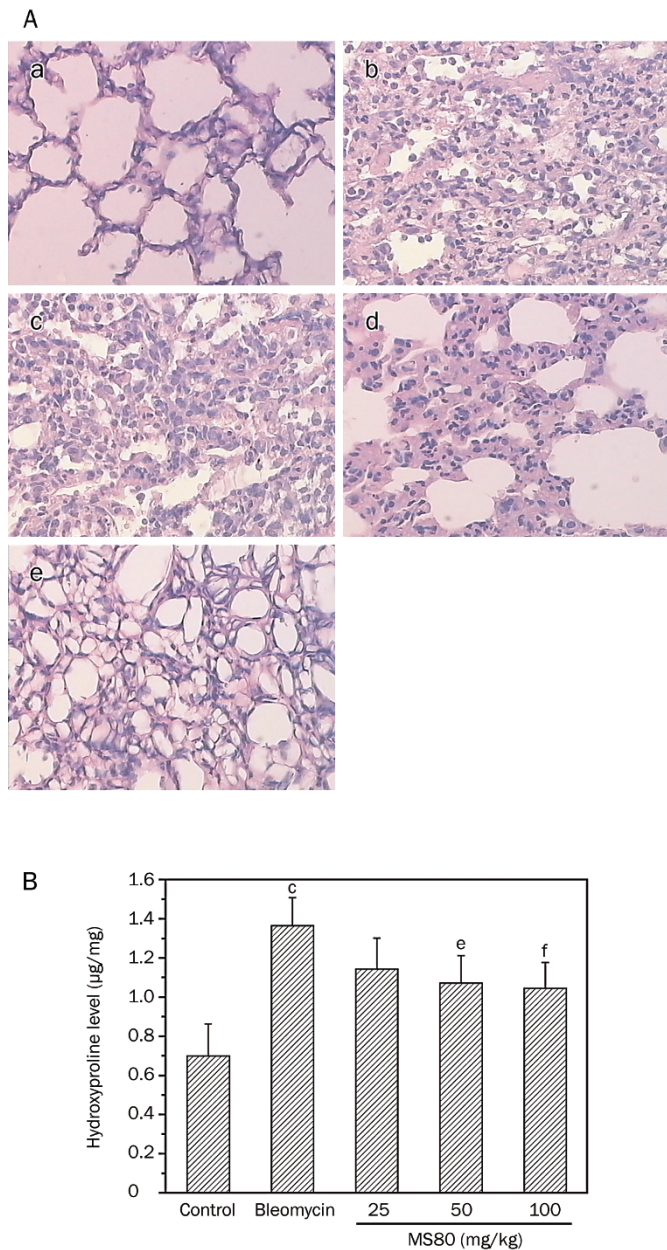 A
a
b
c
d
e
B
1.6
1.4
1.2
1.0
0.8
0.6
0.4
0.2
0
Hydroxyproline level (μg/mg)
c
e
f
Control Bleomycin 25 50 100
MS80 (mg/kg)